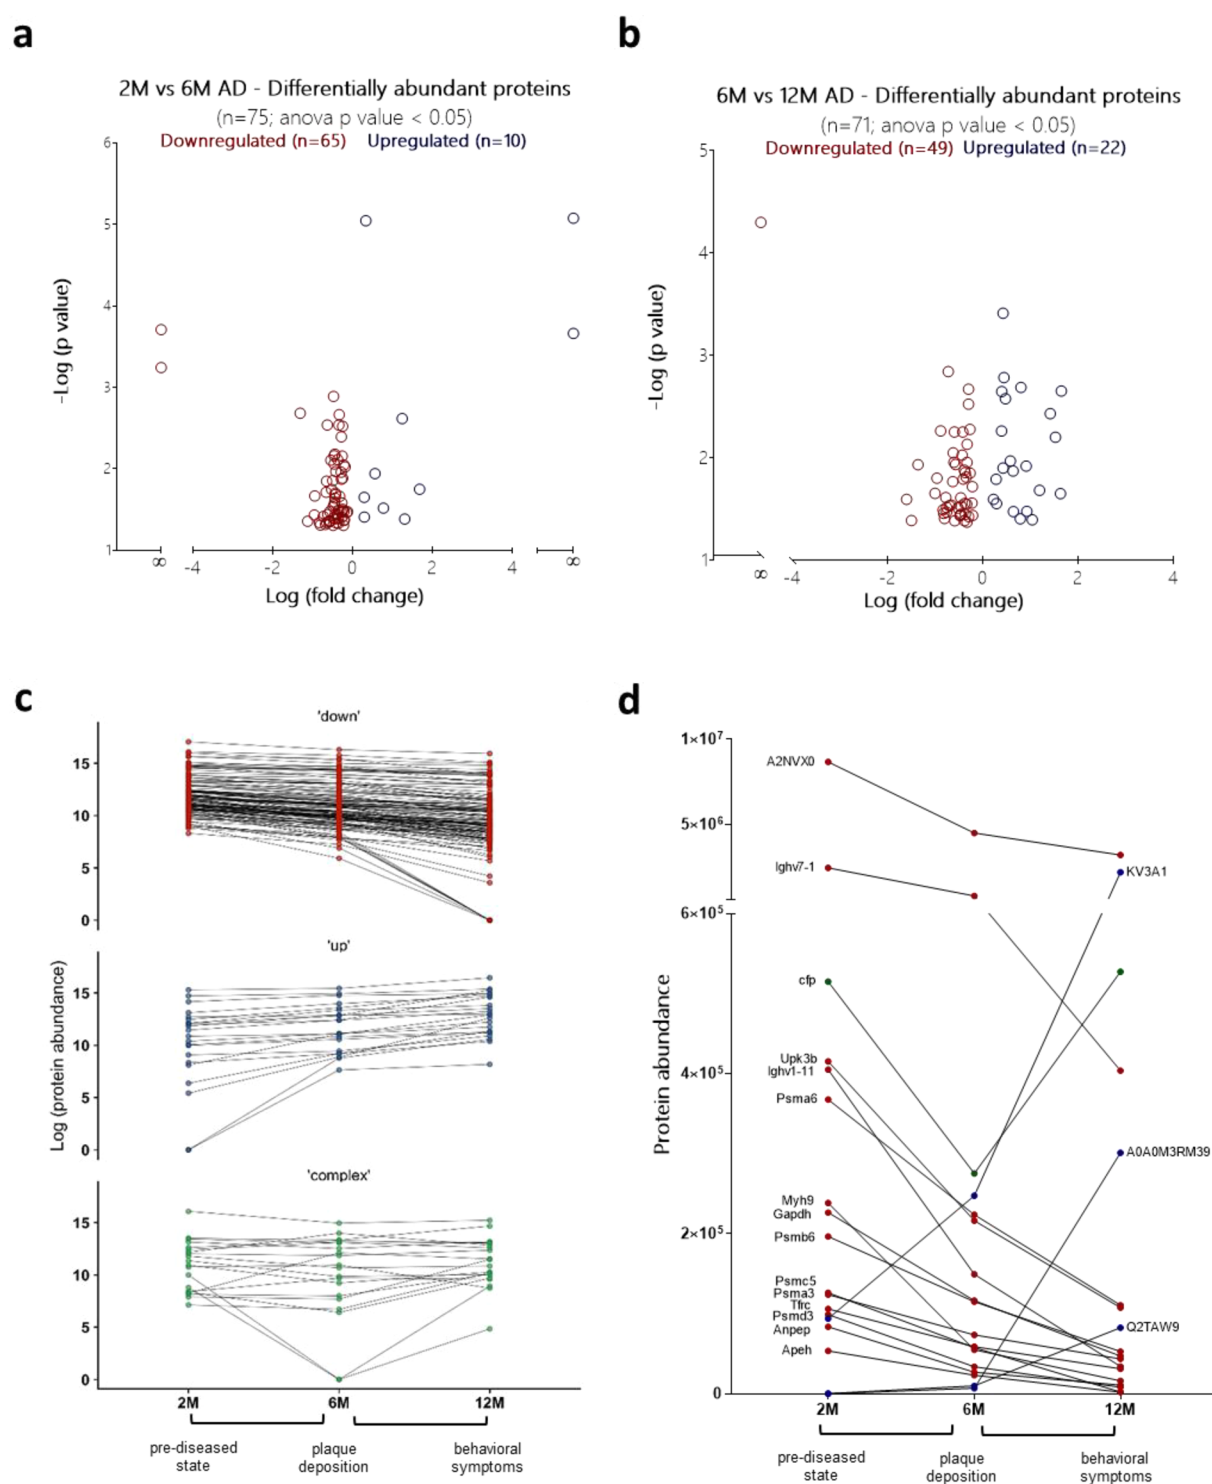 a
2M vs 6M AD - Differentially abundant proteins
(n=75; anova p value < 0.05)
Downregulated (n=65) Upregulated (n=10)
6
5
4
3
2
1
-Log (p value)
∞ -4 -2 0 2 4 ∞
Log (fold change)
b
6M vs 12M AD - Differentially abundant proteins
(n=71; anova p value < 0.05)
Downregulated (n=49) Upregulated (n=22)
5
4
3
2
1
-Log (p value)
∞ -4 -2 0 2 4
Log (fold change)
c
'down'
15
10
5
0
'up'
15
10
5
0
'complex'
15
10
5
0
Log (protein abundance)
2M 6M 12M
pre-diseased
state
plaque
deposition
behavioral
symptoms
d
1×10⁷
5×10⁶
6×10⁵
4×10⁵
2×10⁵
0
Protein abundance
A2NVX0
Ighv7-1
cfp
Upk3b
Ighv1-11
Psma6
Myh9
Gapdh
Psmb6
Psmc5
Psma3
Tfrc
Psmd3
Anpep
Apeh
KV3A1
A0A0M3RM39
Q2TAW9
2M 6M 12M
pre-diseased
state
plaque
deposition
behavioral
symptoms